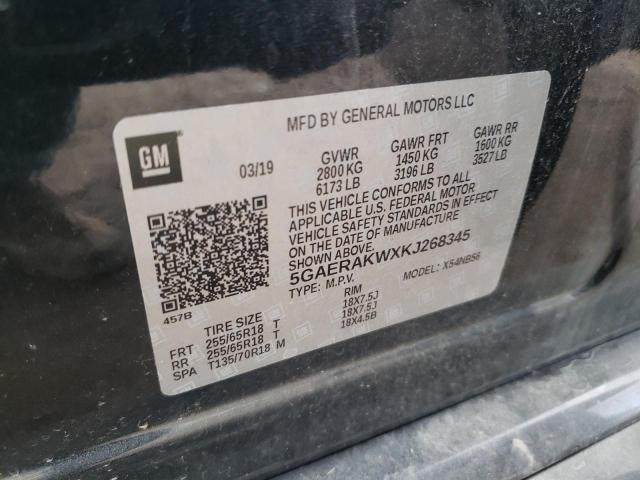 MFD BY GENERAL MOTORS LLC
GM
03/19
GVWR GAWR FRT GAWR RR
2800 KG 1450 KG 1600 KG
6173 LB 3196 LB 3527 LB
THIS VEHICLE CONFORMS TO ALL
APPLICABLE U.S. FEDERAL MOTOR
VEHICLE SAFETY STANDARDS IN EFFECT
ON THE DATE OF MANUFACTURE
SHOWN ABOVE.
5GAERAKWXKJ268345
TYPE: M.P.V. MODEL: X54NB56
457B
TIRE SIZE RIM
FRT 255/65R18 T 18X7.5J
RR 255/65R18 T 18X7.5J
SPA T135/70R18 M 18X4.5B